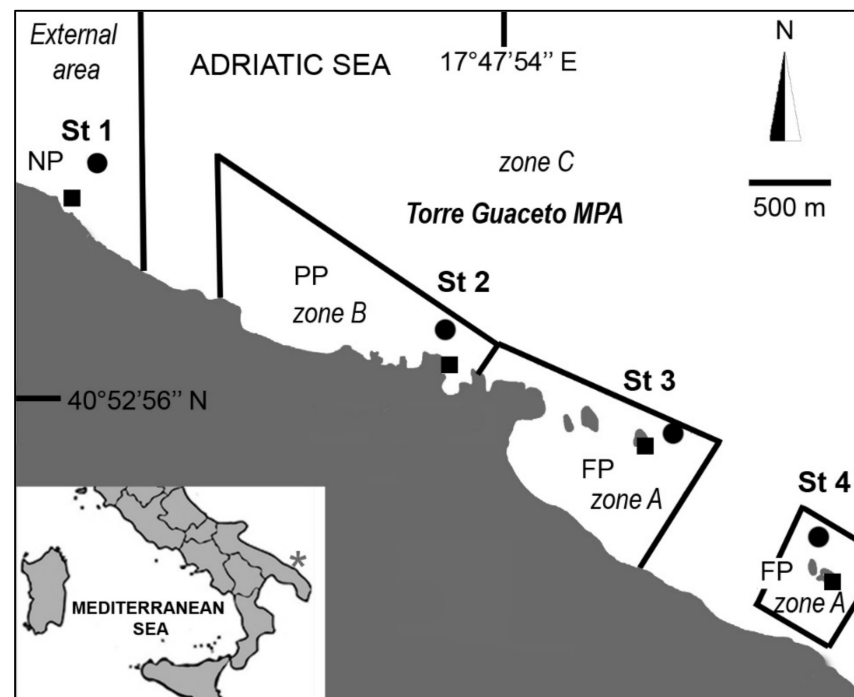 External
area
ADRIATIC SEA
17°47'54'' E
N
St 1
NP
zone C
500 m
Torre Guaceto MPA
PP
zone B
St 2
40°52'56'' N
St 3
FP
zone A
St 4
FP
zone A
*
MEDITERRANEAN
SEA